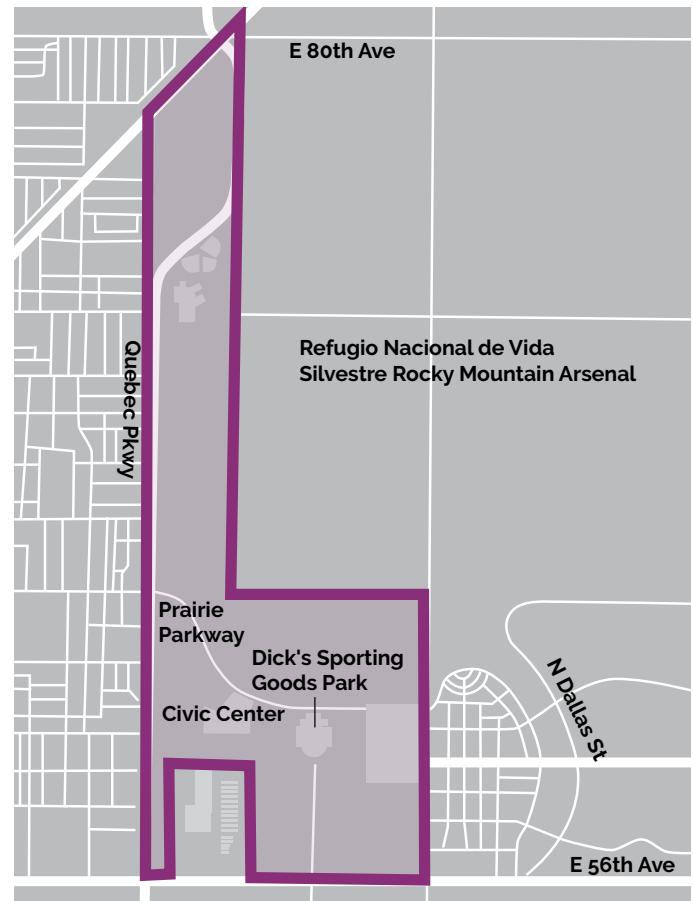 E 80th Ave
Refugio Nacional de Vida
Silvestre Rocky Mountain Arsenal
Quebec Pkwy
Prairie
Parkway
Dick's Sporting
Goods Park
Civic Center
N Dallas St
E 56th Ave